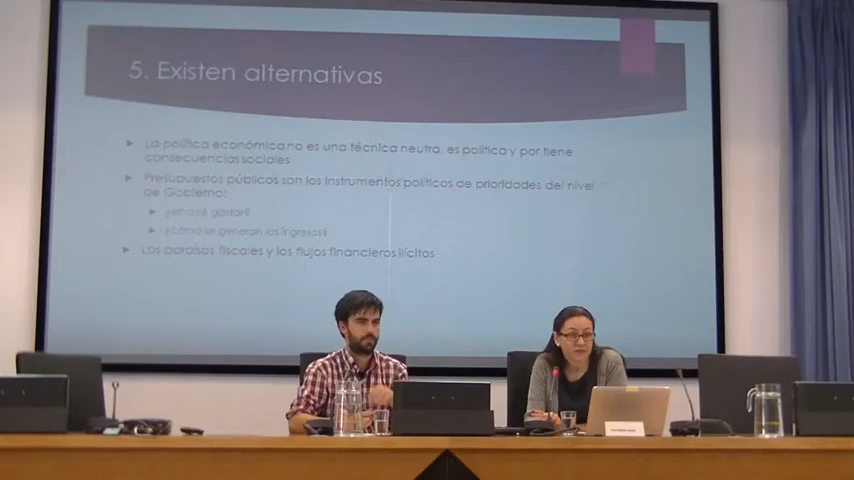 5. Existen alternativas
La política económica no es una técnica neutra, es política y por tiene
consecuencias sociales
Presupuestos públicos son los instrumentos políticos de prioridades del nivel
de Gobierno:
¿en qué gastar?
¿cómo se generan los ingresos?
Los paraísos fiscales y los flujos financieros ilícitos